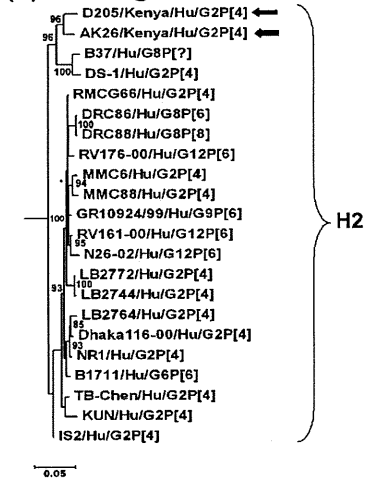 D205/Kenya/Hu/G2P[4]
96
96
AK26/Kenya/Hu/G2P[4]
B37/Hu/G8P[?]
100
DS-1/Hu/G2P[4]
RMCG66/Hu/G2P[4]
DRC86/Hu/G8P[6]
100
DRC88/Hu/G8P[8]
RV176-00/Hu/G12P[6]
MMC6/Hu/G2P[4]
94
MMC88/Hu/G2P[4]
GR10924/99/Hu/G9P[6]
100
H2
RV161-00/Hu/G12P[6]
95
N26-02/Hu/G12P[6]
LB2772/Hu/G2P[4]
100
93
LB2744/Hu/G2P[4]
LB2764/Hu/G2P[4]
85
Dhaka116-00/Hu/G2P[4]
93
NR1/Hu/G2P[4]
B1711/Hu/G6P[6]
TB-Chen/Hu/G2P[4]
KUN/Hu/G2P[4]
IS2/Hu/G2P[4]
0.05